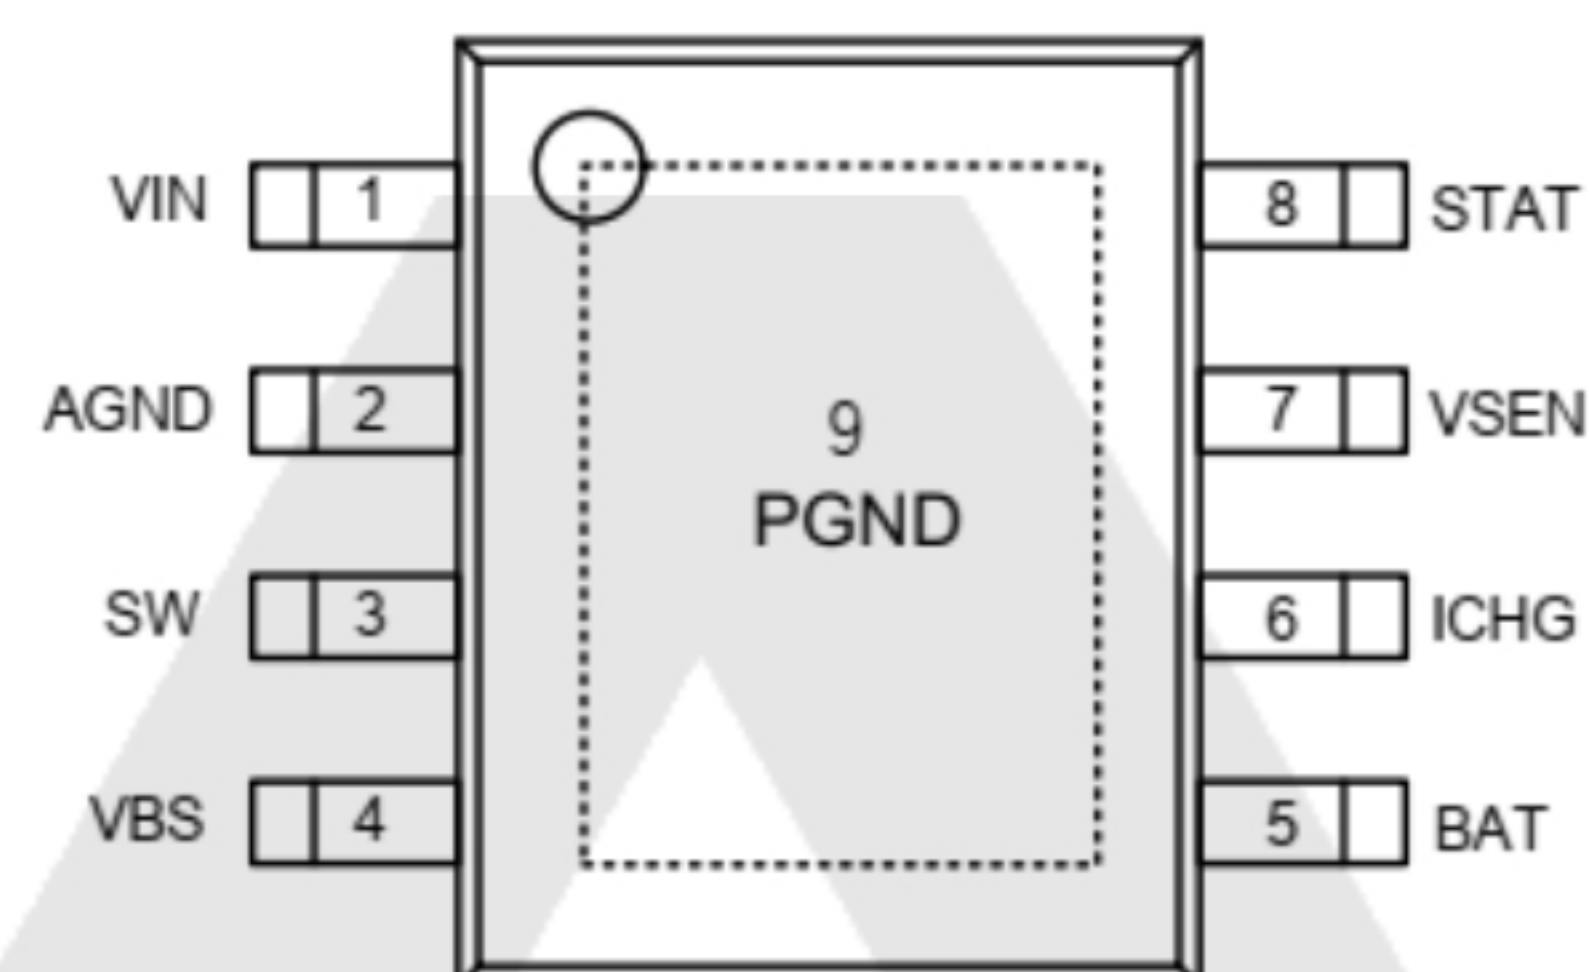 VIN 1 8 STAT
AGND 2 7 VSEN
9
PGND
SW 3 6 ICHG
VBS 4 5 BAT